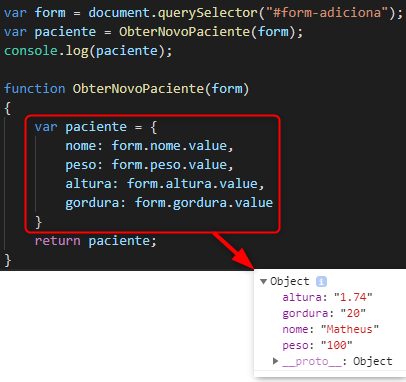 var form = document.querySelector("#form-adiciona");
var paciente = ObterNovoPaciente(form);
console.log(paciente);
function ObterNovoPaciente(form)
{
var paciente = {
nome: form.nome.value,
peso: form.peso.value,
altura: form.altura.value,
gordura: form.gordura.value
}
return paciente;
}
▼Object i
altura: "1.74"
gordura: "20"
nome: "Matheus"
peso: "100"
▶__proto__: Object